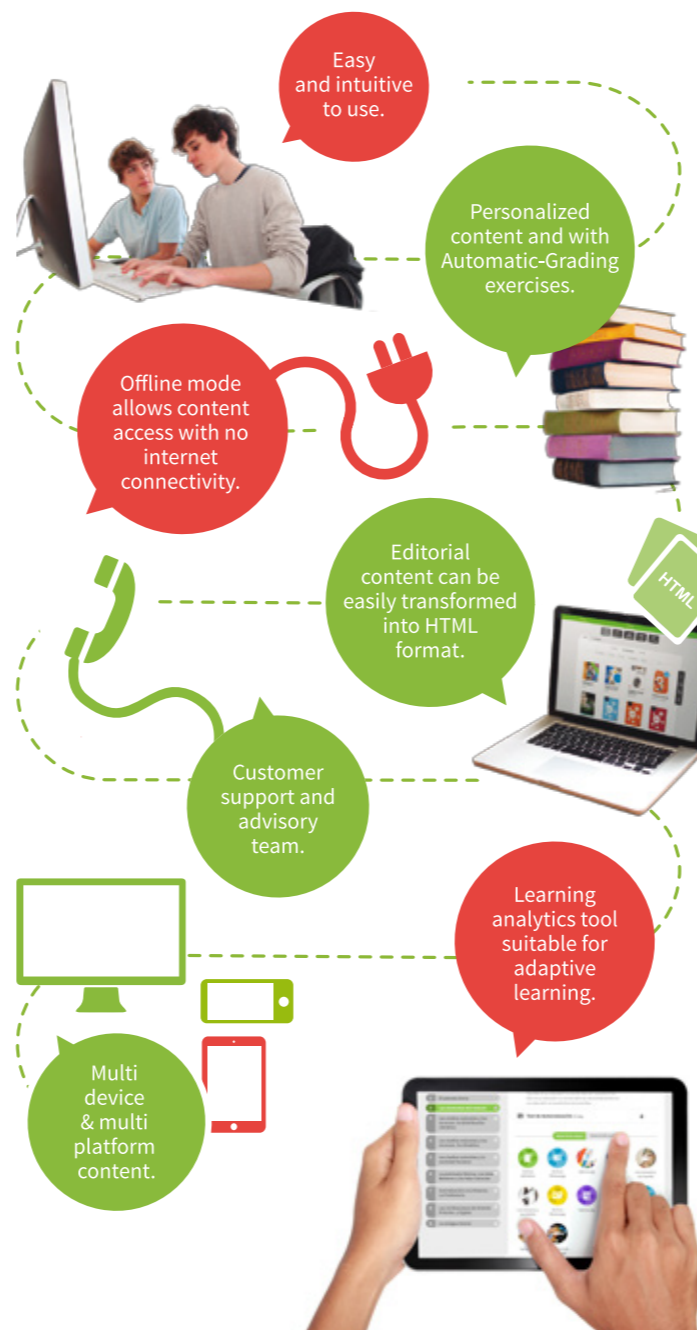 Easy
and intuitive
to use.
Personalized
content and with
Automatic-Grading
exercises.
Offline mode
allows content
access with no
internet
connectivity.
Editorial
content can be
easily transformed
into HTML
format.
HTML
Customer
support and
advisory
team.
Learning
analytics tool
suitable for
adaptive
learning.
Multi
device
& multi
platform
content.